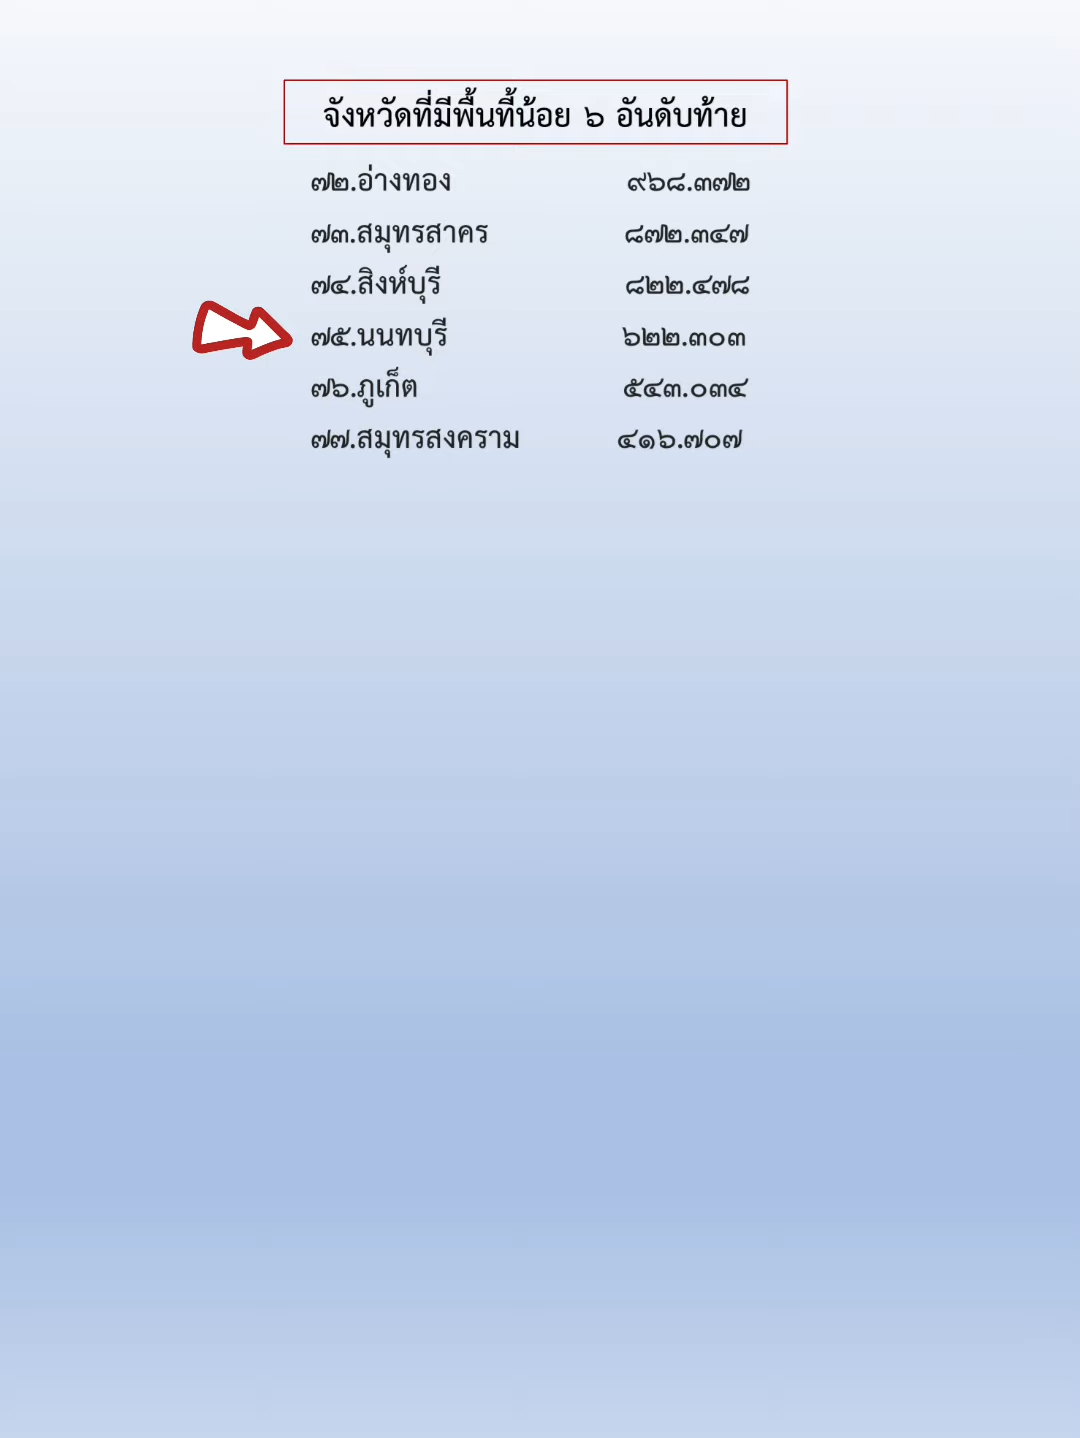 จังหวัดที่มีพื้นที่น้อย ๖ อันดับท้าย
๗๒.อ่างทอง ๙๖๘.๓๗๒
๗๓.สมุทรสาคร ๘๗๒.๓๔๗
๗๔.สิงห์บุรี ๘๒๒.๔๗๘
๗๕.นนทบุรี ๖๒๒.๓๐๓
๗๖.ภูเก็ต ๕๔๓.๐๓๔
๗๗.สมุทรสงคราม ๔๑๖.๗๐๗